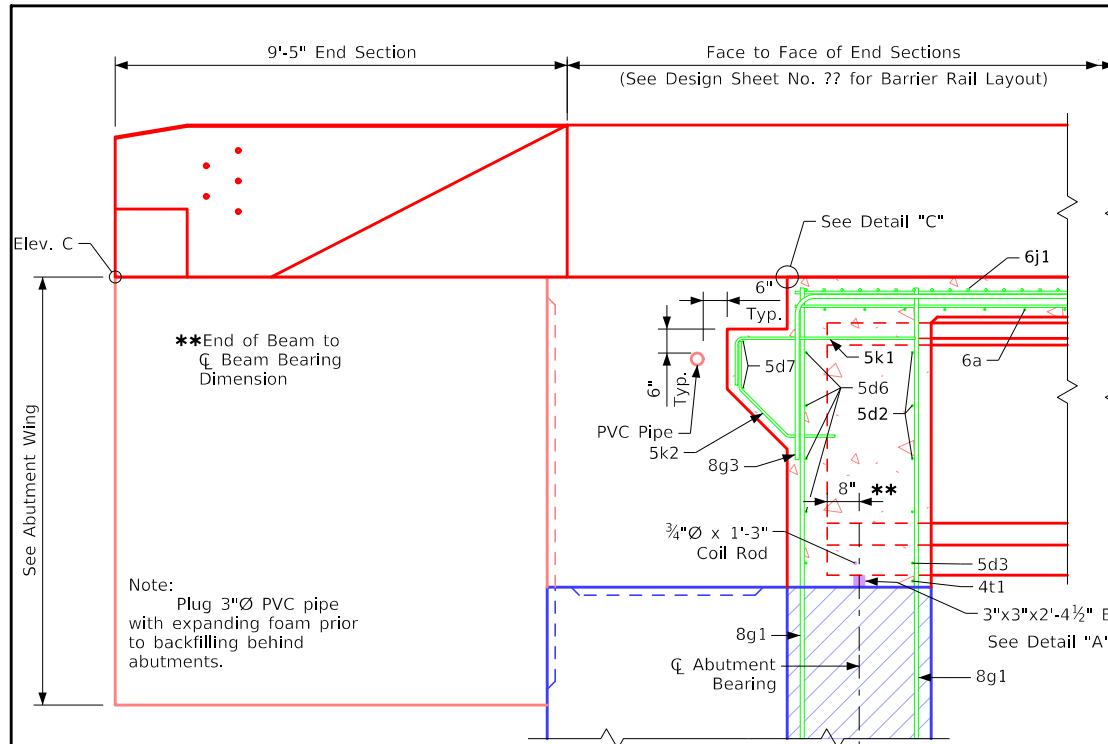 9'-5" End Section
Face to Face of End Sections
(See Design Sheet No. ?? for Barrier Rail Layout)
See Detail "C"
Elev. C
6j1
6"
Typ.
**End of Beam to
℄ Beam Bearing
Dimension
5k1
6a
5d7
6"
Typ.
5d6
5d2
PVC Pipe
5k2
8g3
8" **
See Abutment Wing
¾"Ø x 1'-3"
Coil Rod
5d3
4t1
Note:
Plug 3"Ø PVC pipe
with expanding foam prior
to backfilling behind
abutments.
3"x3"x2'-4½" E
See Detail "A"
8g1
℄ Abutment
Bearing
8g1